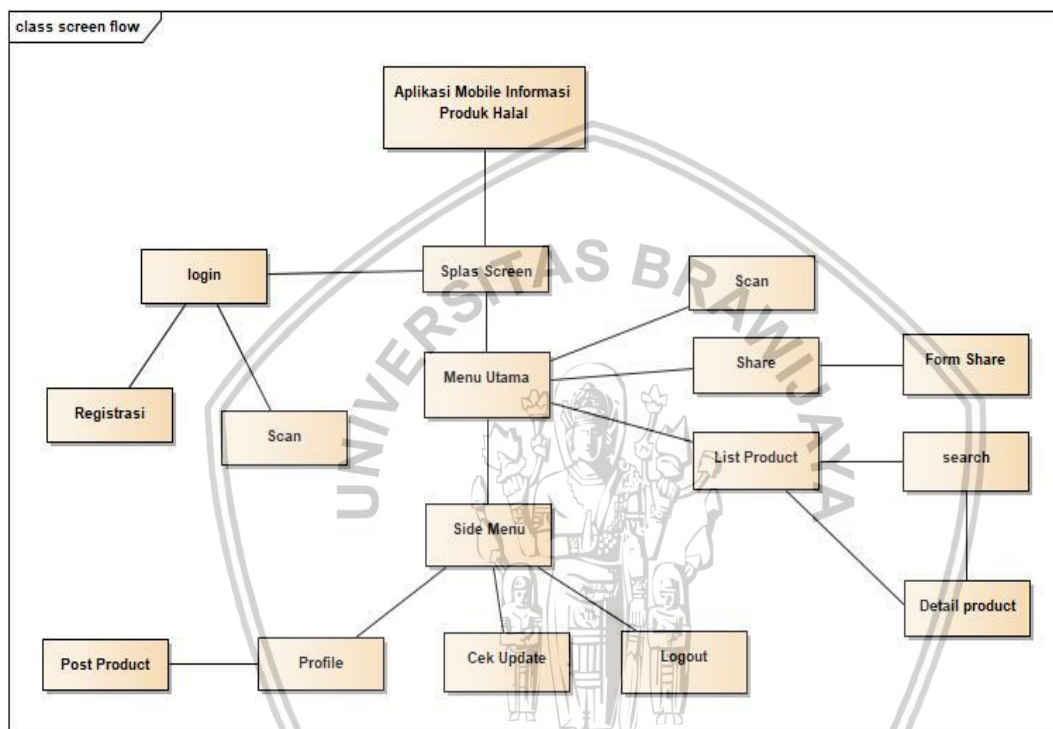 class screen flow
Aplikasi Mobile Informasi
Produk Halal
login
Splas Screen
Scan
Menu Utama
Share
Form Share
Registrasi
Scan
List Product
search
Side Menu
Detail product
Post Product
Profile
Cek Update
Logout
UNIVERSITAS BRAWIJAYA